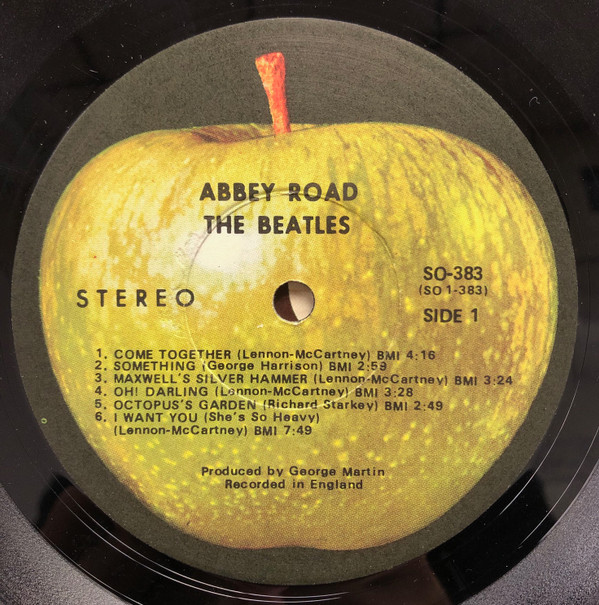 ABBEY ROAD
THE BEATLES
STEREO
SO-383
(SO 1-383)
SIDE 1
1. COME TOGETHER (Lennon-McCartney) BMI 4:16
2. SOMETHING (George Harrison) BMI 2:59
3. MAXWELL'S SILVER HAMMER (Lennon-McCartney) BMI 3:24
4. OH! DARLING (Lennon-McCartney) BMI 3:28
5. OCTOPUS'S GARDEN (Richard Starkey) BMI 2:49
6. I WANT YOU (She's So Heavy)
(Lennon-McCartney) BMI 7:49
Produced by George Martin
Recorded in England